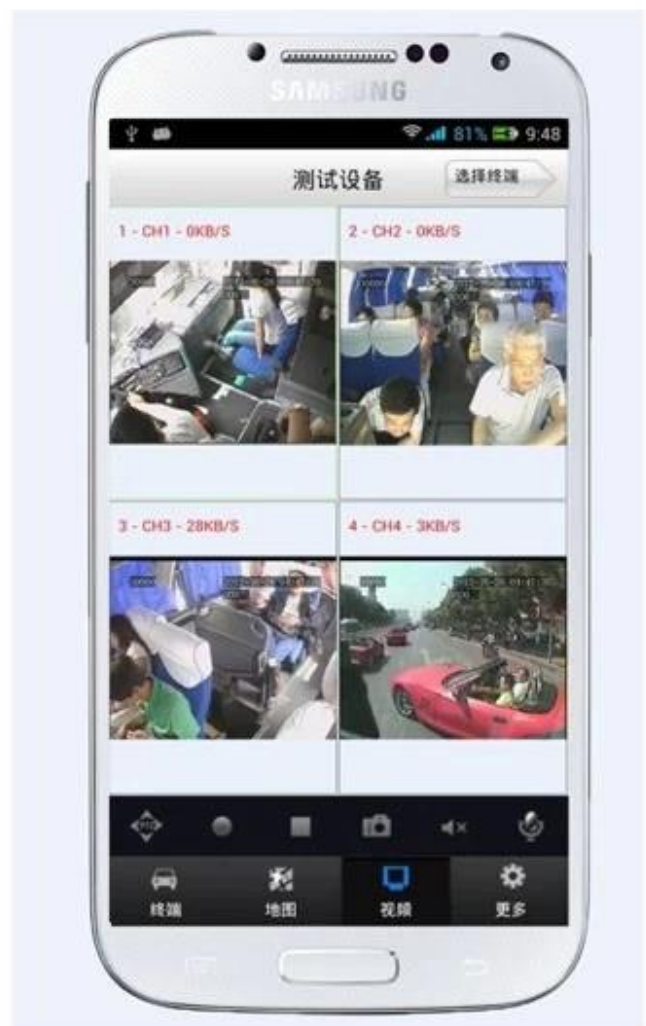 SAMSUNG
81% 9:48
测试设备
选择终端
1 - CH1 - 0KB/S
2 - CH2 - 0KB/S
3 - CH3 - 28KB/S
4 - CH4 - 3KB/S
PTZ
终端
地图
视频
更多